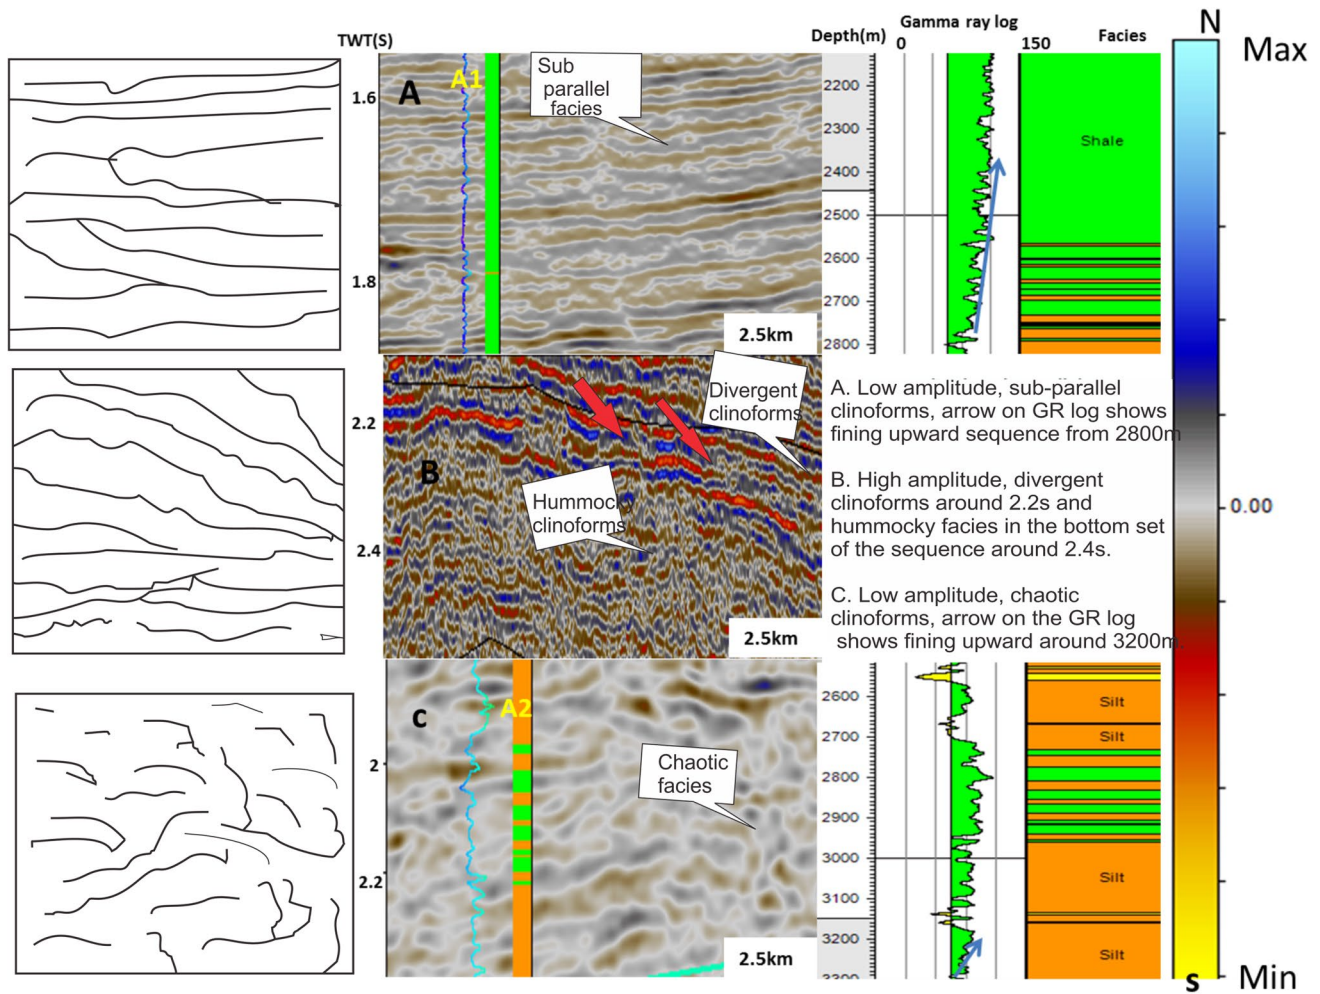 TWT(S)
1.6
1.8
A
A1
Sub
parallel
facies
2.5km
Depth(m)
Gamma ray log
0
150
Facies
2200
2300
2400
2500
2600
2700
2800
Shale
N
Max
0.00
s
Min
2.2
2.4
B
Divergent
clinoforms
Hummocky
clinoforms
2.5km
A. Low amplitude, sub-parallel
clinoforms, arrow on GR log shows
fining upward sequence from 2800m
B. High amplitude, divergent
clinoforms around 2.2s and
hummocky facies in the bottom set
of the sequence around 2.4s.
C. Low amplitude, chaotic
clinoforms, arrow on the GR log
shows fining upward around 3200m.
2
2.2
c
A2
Chaotic
facies
2.5km
2600
2700
2800
2900
3000
3100
3200
3300
Silt
Silt
Silt
Silt